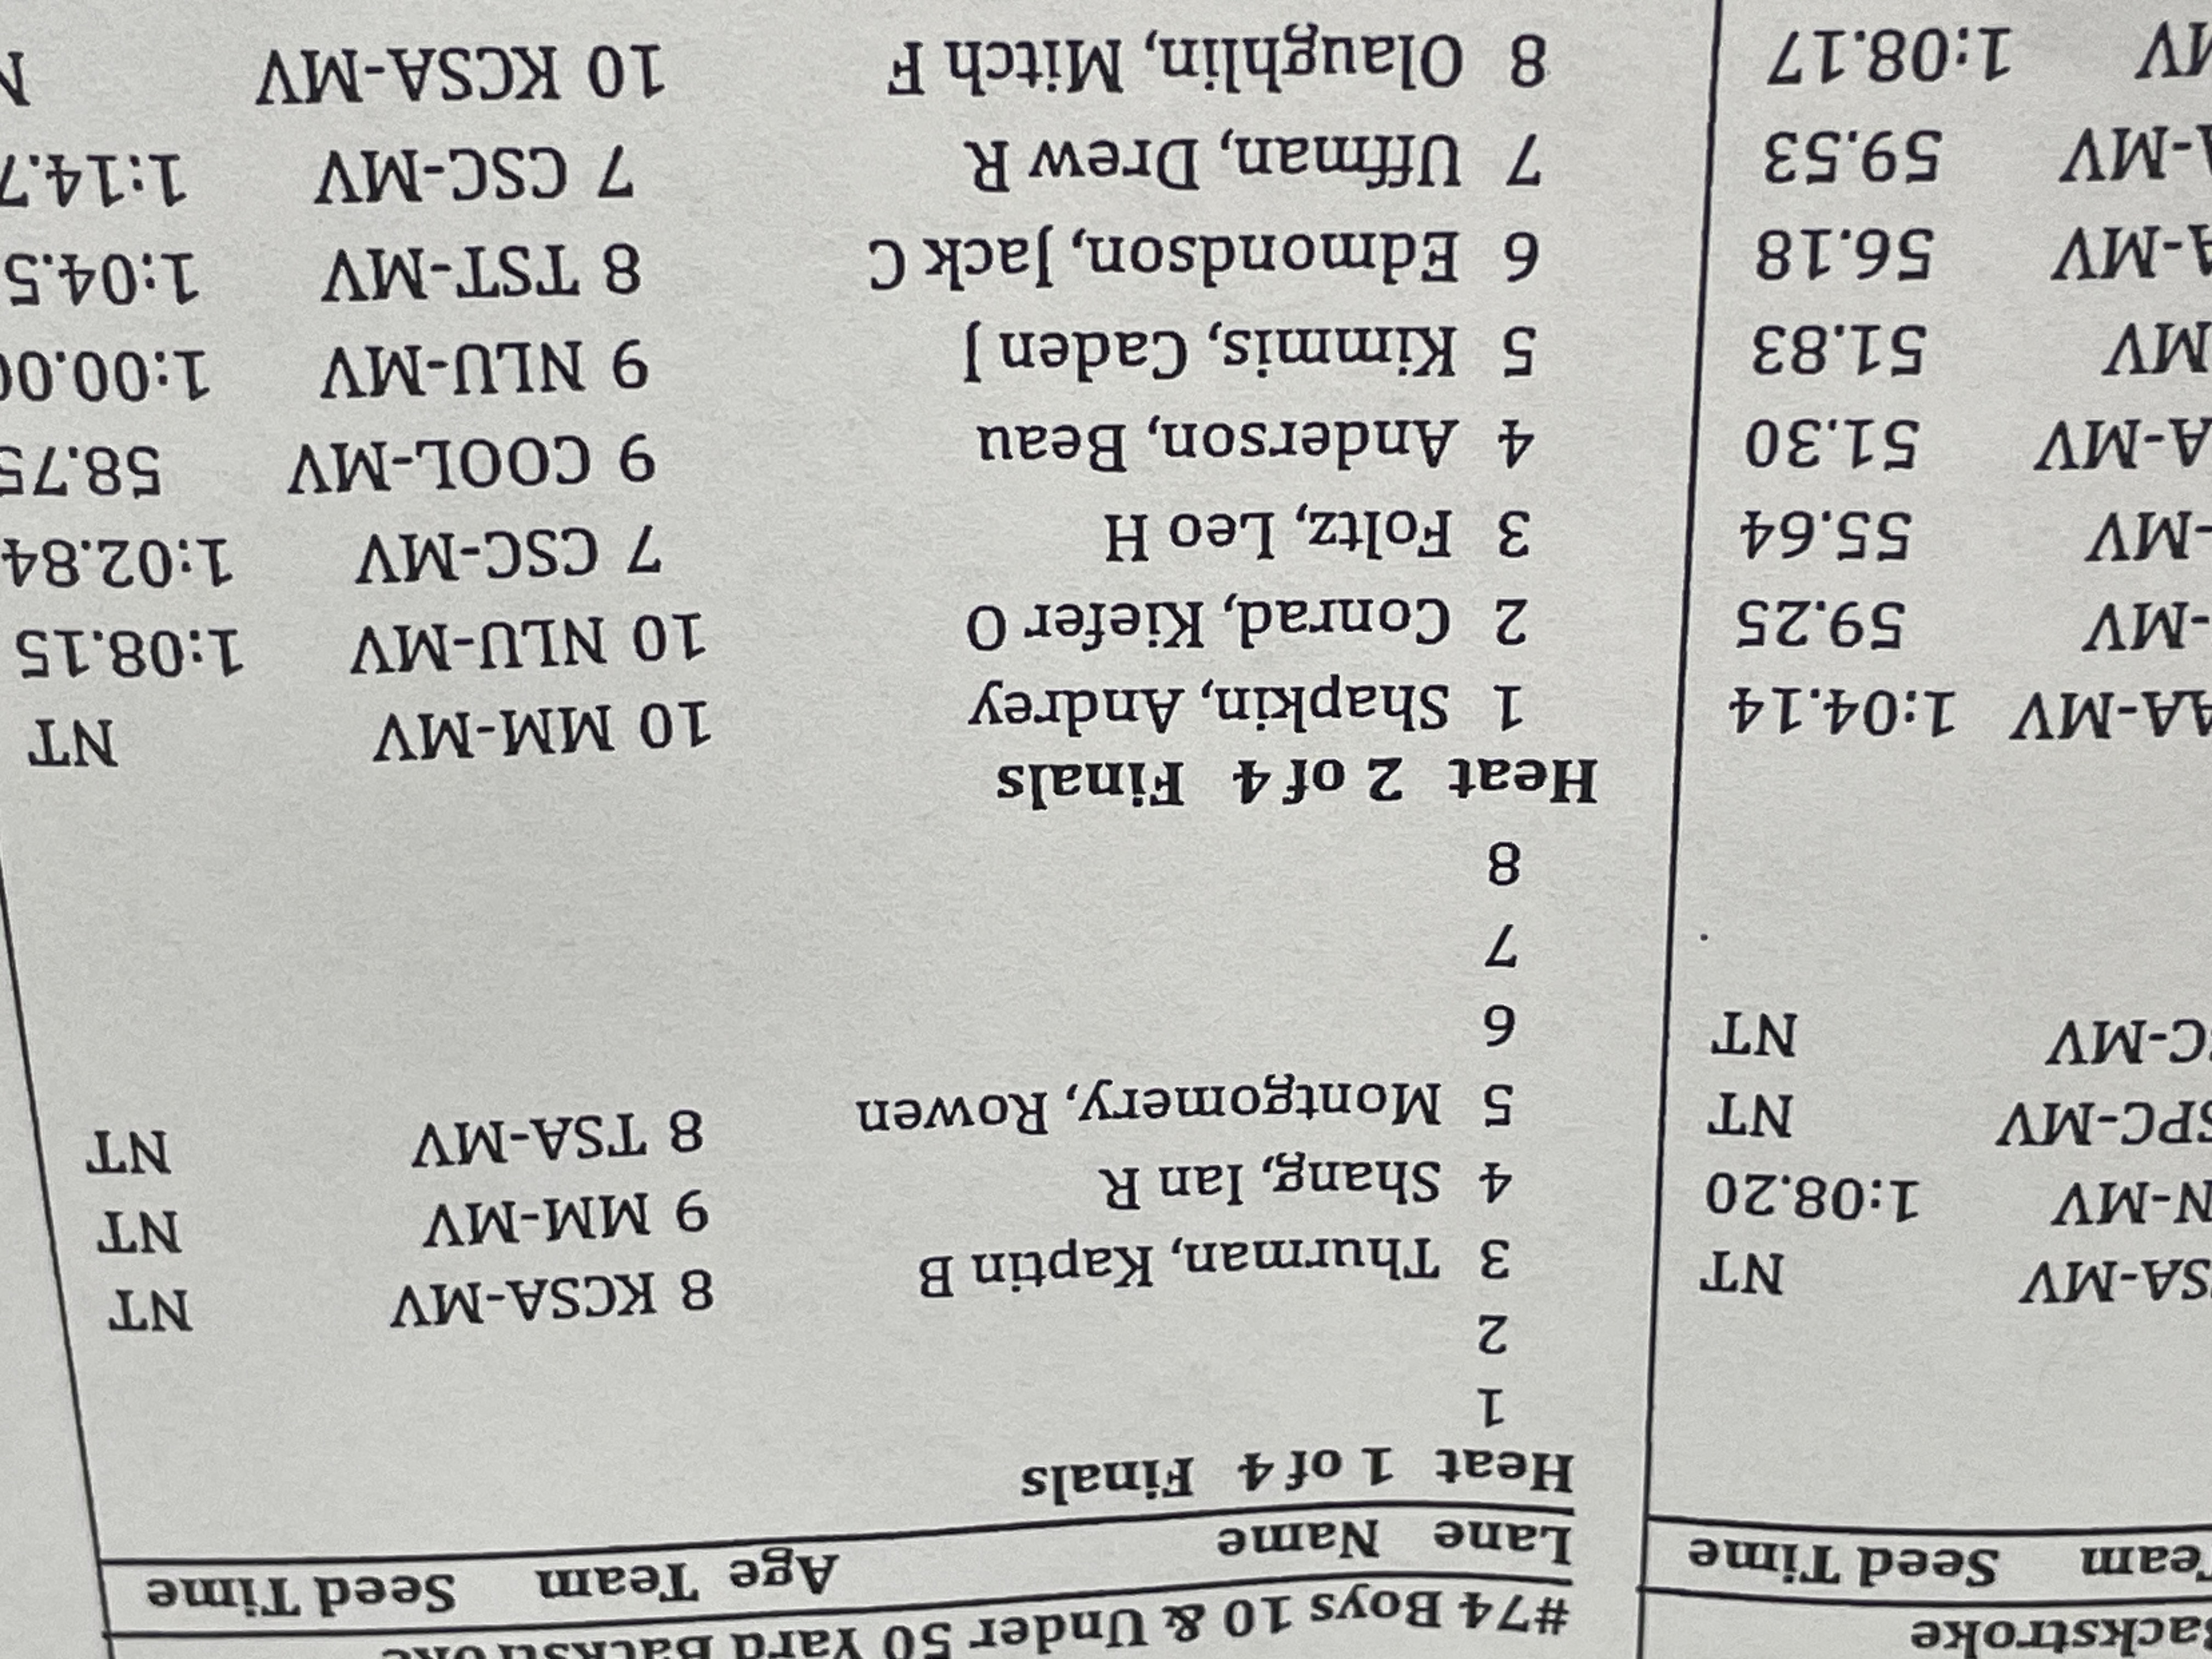 Backstroke
Team Seed Time
SA-MV NT
N-MV 1:08.20
SPC-MV NT
C-MV NT
AA-MV 1:04.14
-MV 59.25
-MV 55.64
A-MV 51.30
MV 51.83
A-MV 56.18
A-MV 59.53
MV 1:08.17
#74 Boys 10 & Under 50 Yard Backstroke
Lane Name Age Team Seed Time
Heat 1 of 4 Finals
1
2
3 Thurman, Kaptin B 8 KCSA-MV NT
4 Shang, Ian R 9 MM-MV NT
5 Montgomery, Rowen 8 TSA-MV NT
6
7
8
Heat 2 of 4 Finals
1 Shapkin, Andrey 10 MM-MV NT
2 Conrad, Kiefer O 10 NLU-MV 1:08.15
3 Foltz, Leo H 7 CSC-MV 1:02.84
4 Anderson, Beau 9 COOL-MV 58.75
5 Kimmis, Caden J 9 NLU-MV 1:00.00
6 Edmondson, Jack C 8 TST-MV 1:04.5
7 Uffman, Drew R 7 CSC-MV 1:14.7
8 Olaughlin, Mitch F 10 KCSA-MV N